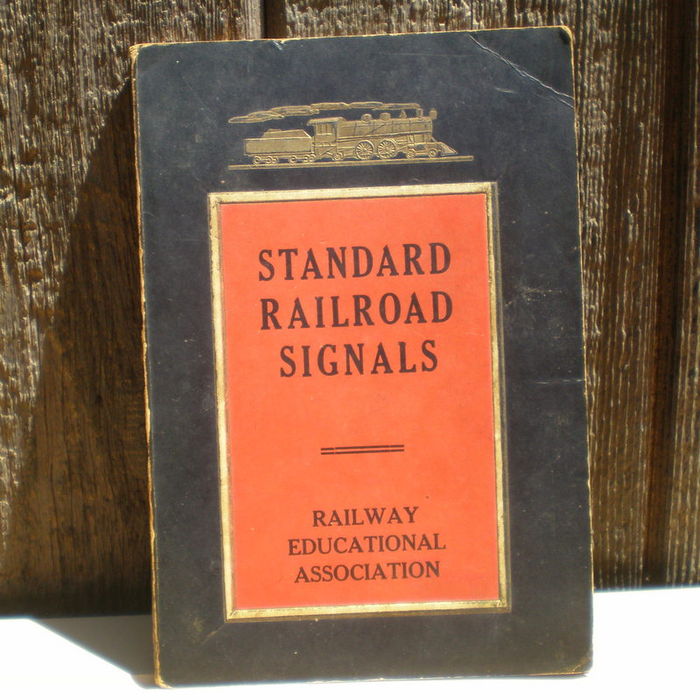 STANDARD
RAILROAD
SIGNALS
RAILWAY
EDUCATIONAL
ASSOCIATION